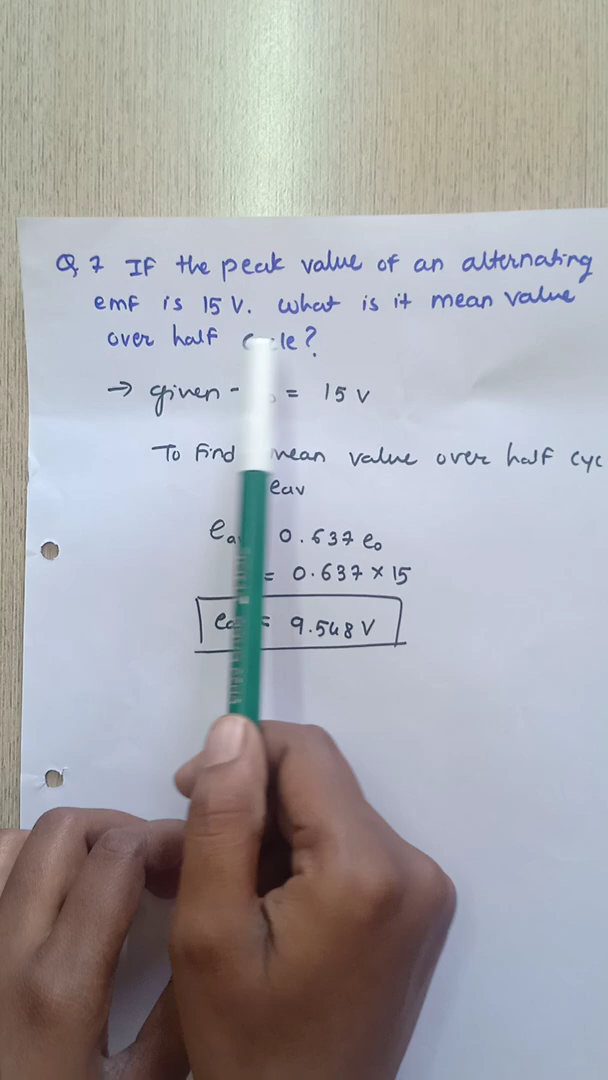 Q 7 If the peak value of an alternating
emf is 15 V. What is it mean value
over half cycle?
→ given - = 15 V
To Find mean value over half cyc
eav
0.637 e₀
= 0.637 × 15
= 9.548 V